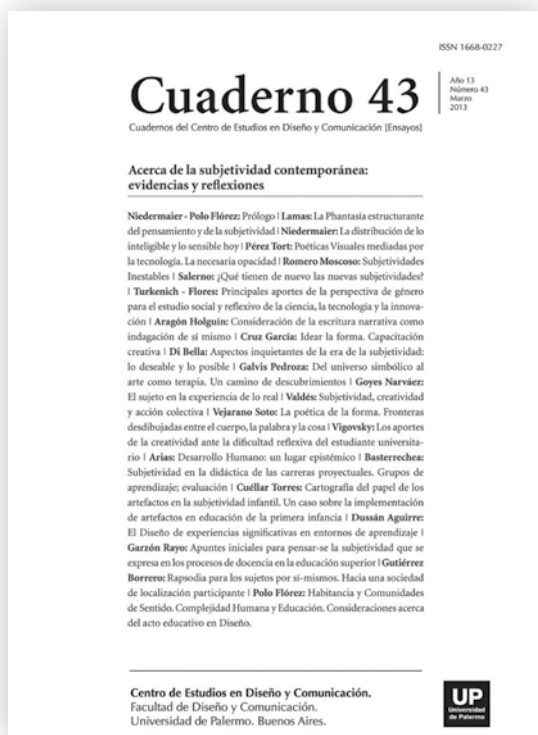 ISSN 1668-0227
Cuaderno 43
Año 13
Número 43
Marzo
2013
Cuadernos del Centro de Estudios en Diseño y Comunicación [Ensayos]
Acerca de la subjetividad contemporánea:
evidencias y reflexiones
Niedermaier - Polo Flórez: Prólogo | Lamas: La Phantasía estructurante
del pensamiento y de la subjetividad | Niedermaier: La distribución de lo
inteligible y lo sensible hoy | Pérez Tort: Poéticas Visuales mediadas por
la tecnología. La necesaria opacidad | Romero Moscoso: Subjetividades
Inestables | Salerno: ¿Qué tienen de nuevo las nuevas subjetividades?
| Turkenich - Flores: Principales aportes de la perspectiva de género
para el estudio social y reflexivo de la ciencia, la tecnología y la innova-
ción | Aragón Holguín: Consideración de la escritura narrativa como
indagación de sí mismo | Cruz García: Idear la forma. Capacitación
creativa | Di Bella: Aspectos inquietantes de la era de la subjetividad:
lo deseable y lo posible | Galvis Pedroza: Del universo simbólico al
arte como terapia. Un camino de descubrimientos | Goyes Narváez:
El sujeto en la experiencia de lo real | Valdés: Subjetividad, creatividad
y acción colectiva | Vejarano Soto: La poética de la forma. Fronteras
desdibujadas entre el cuerpo, la palabra y la cosa | Vigovsky: Los aportes
de la creatividad ante la dificultad reflexiva del estudiante universita-
rio | Arias: Desarrollo Humano: un lugar epistémico | Basterrechea:
Subjetividad en la didáctica de las carreras proyectuales. Grupos de
aprendizaje; evaluación | Cuéllar Torres: Cartografía del papel de los
artefactos en la subjetividad infantil. Un caso sobre la implementación
de artefactos en educación de la primera infancia | Dussán Aguirre:
El Diseño de experiencias significativas en entornos de aprendizaje |
Garzón Rayo: Apuntes iniciales para pensar-se la subjetividad que se
expresa en los procesos de docencia en la educación superior | Gutiérrez
Borrero: Rapsodia para los sujetos por sí-mismos. Hacia una sociedad
de localización participante | Polo Flórez: Habitancia y Comunidades
de Sentido. Complejidad Humana y Educación. Consideraciones acerca
del acto educativo en Diseño.
Centro de Estudios en Diseño y Comunicación.
Facultad de Diseño y Comunicación.
Universidad de Palermo. Buenos Aires.
UP
Universidad
de Palermo